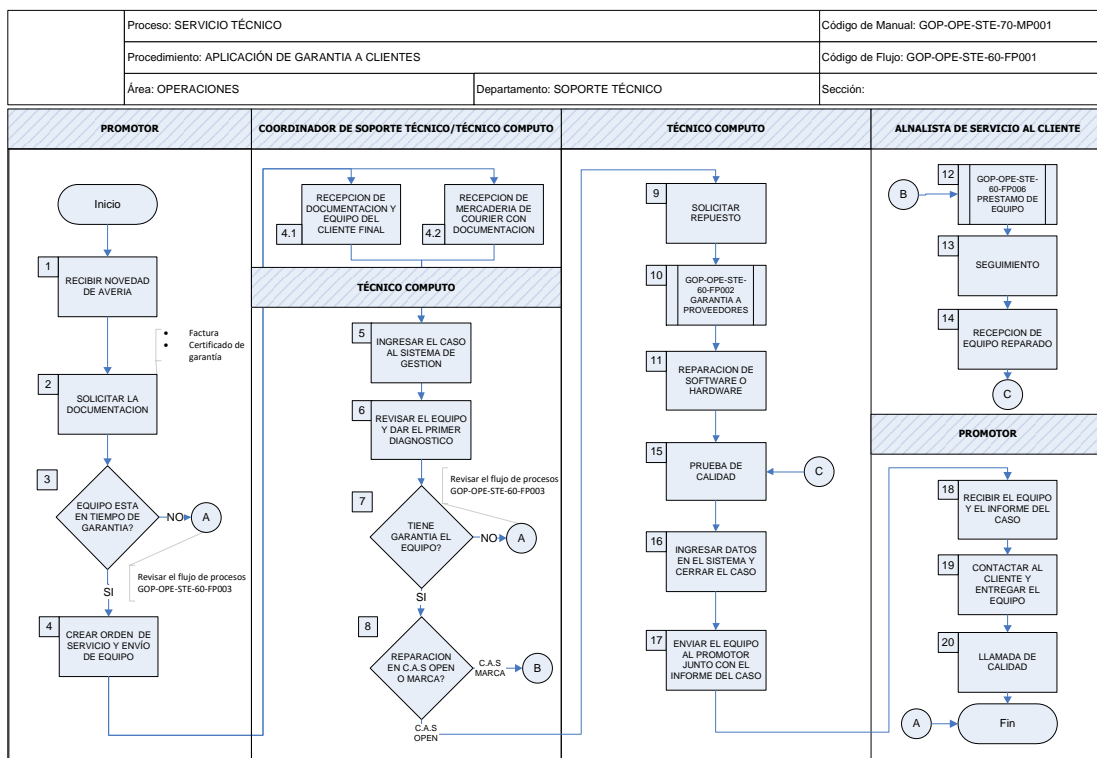 Proceso: SERVICIO TÉCNICO
Código de Manual: GOP-OPE-STE-70-MP001
Procedimiento: APLICACIÓN DE GARANTIA A CLIENTES
Código de Flujo: GOP-OPE-STE-60-FP001
Área: OPERACIONES
Departamento: SOPORTE TÉCNICO
Sección:
PROMOTOR
Inicio
1
RECIBIR NOVEDAD
DE AVERIA
• Factura
• Certificado de
garantía
2
SOLICITAR LA
DOCUMENTACION
3
EQUIPO ESTA
EN TIEMPO DE
GARANTIA?
NO
A
Revisar el flujo de procesos
GOP-OPE-STE-60-FP003
SI
4
CREAR ORDEN DE
SERVICIO Y ENVÍO
DE EQUIPO
COORDINADOR DE SOPORTE TÉCNICO/TÉCNICO COMPUTO
RECEPCION DE
DOCUMENTACION Y
EQUIPO DEL
CLIENTE FINAL
4.1
RECEPCION DE
MERCADERIA DE
COURIER CON
DOCUMENTACION
4.2
TÉCNICO COMPUTO
5
INGRESAR EL CASO
AL SISTEMA DE
GESTION
6
REVISAR EL EQUIPO
Y DAR EL PRIMER
DIAGNOSTICO
Revisar el flujo de procesos
GOP-OPE-STE-60-FP003
7
TIENE
GARANTIA EL
EQUIPO?
NO
A
SI
8
REPARACION
EN C.A.S OPEN
O MARCA?
C.A.S
MARCA
B
C.A.S
OPEN
TÉCNICO COMPUTO
9
SOLICITAR
REPUESTO
10
GOP-OPE-STE-
60-FP002
GARANTIA A
PROVEEDORES
11
REPARACION DE
SOFTWARE O
HARDWARE
15
PRUEBA DE
CALIDAD
C
16
INGRESAR DATOS
EN EL SISTEMA Y
CERRAR EL CASO
17
ENVIAR EL EQUIPO
AL PROMOTOR
JUNTO CON EL
INFORME DEL CASO
ALNALISTA DE SERVICIO AL CLIENTE
B
12
GOP-OPE-STE-
60-FP006
PRESTAMO DE
EQUIPO
13
SEGUIMIENTO
14
RECEPCION DE
EQUIPO REPARADO
C
PROMOTOR
18
RECIBIR EL EQUIPO
Y EL INFORME DEL
CASO
19
CONTACTAR AL
CLIENTE Y
ENTREGAR EL
EQUIPO
20
LLAMADA DE
CALIDAD
A
Fin